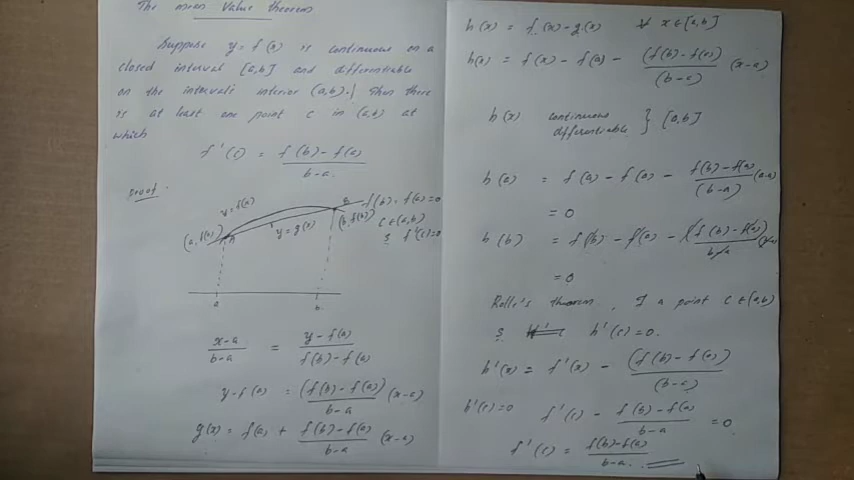 The mean value theorem
Suppose y = f(x) is continuous on a
closed interval [a,b] and differentiable
on the intervals interior (a,b). Then there
is at least one point c in (a,b) at
which
f'(c) = f(b) - f(a) / b - a.
proof
y = f(x)
B
f(b) = f(a) = 0
(b, f(b))
c ∈ (a,b)
(a, f(a)) A
y = g(x)
f'(c) = 0
a
b
x-a / b-a = y - f(a) / f(b) - f(a)
y - f(a) = (f(b) - f(a)) / b-a (x-a)
g(x) = f(a) + f(b) - f(a) / b-a (x-a)
h(x) = f(x) - g(x) ∀ x ∈ [a,b]
h(x) = f(x) - f(a) - (f(b) - f(a)) / (b-a) (x-a)
h(x) continuous
differentiable } [a,b]
h(a) = f(a) - f(a) - f(b) - f(a) / (b-a) (a-a)
= 0
h(b) = f(b) - f(a) - (f(b) - f(a)) / b-a (b-a)
= 0
Rolle's theorem, ∃ a point c ∈ (a,b)
h'(c) = 0.
h'(x) = f'(x) - (f(b) - f(a)) / (b-a)
h'(c) = 0 f'(c) - f(b) - f(a) / b-a = 0
f'(c) = f(b) - f(a) / b-a.